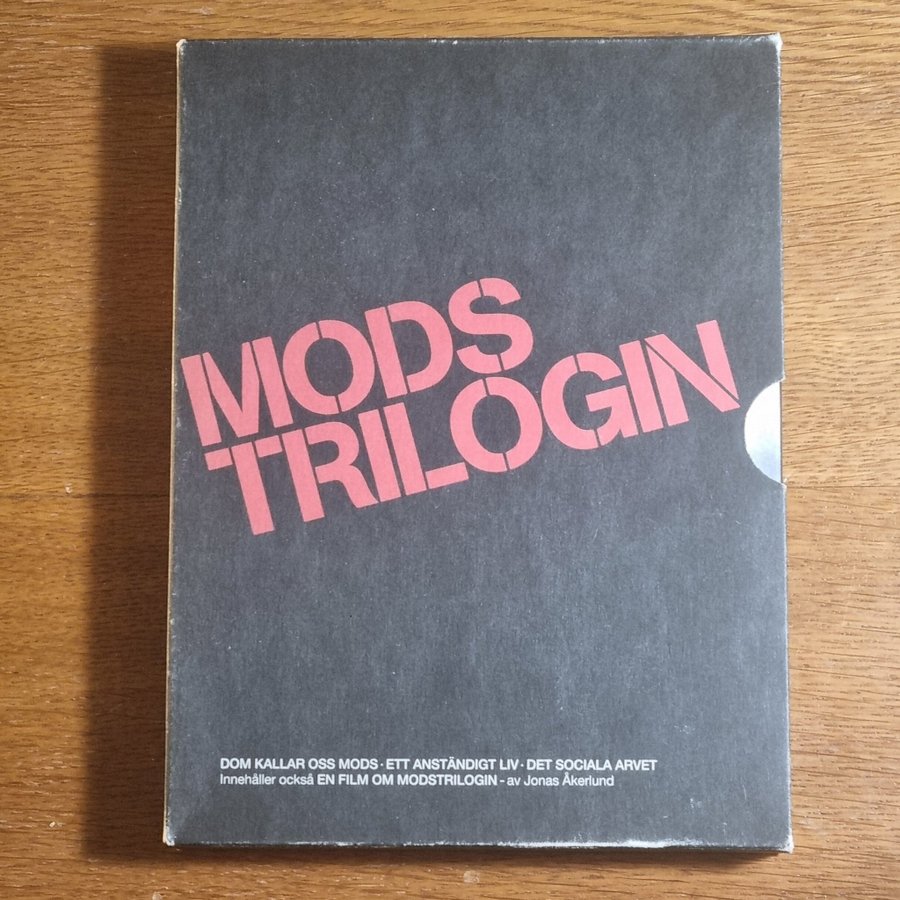 MODS
TRILOGIN
DOM KALLAR OSS MODS · ETT ANSTÄNDIGT LIV · DET SOCIALA ARVET
Innehåller också EN FILM OM MODSTRILOGIN - av Jonas Åkerlund